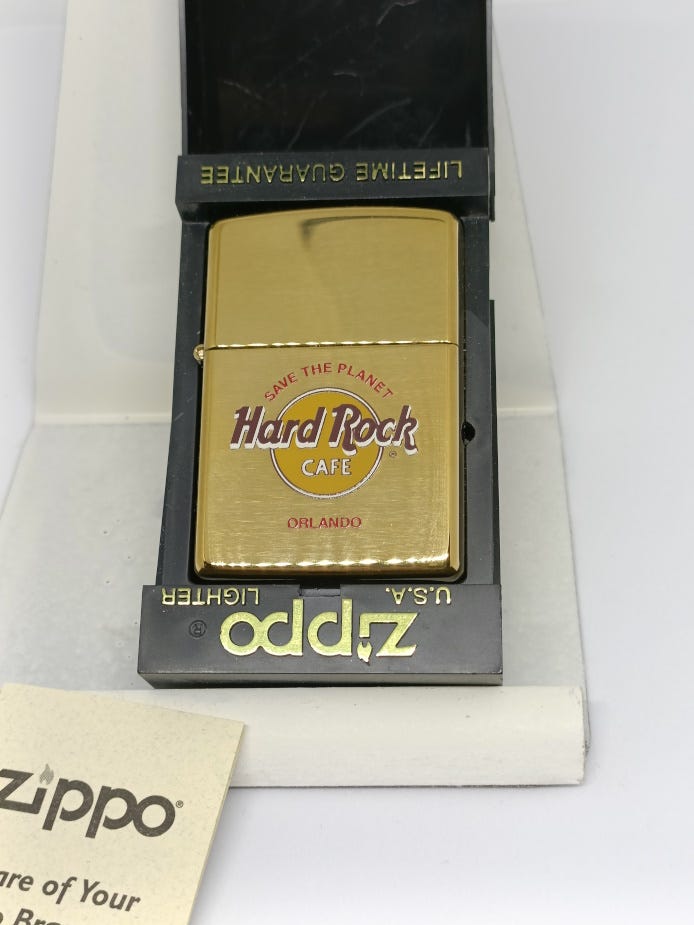 LIFETIME GUARANTEE
SAVE THE PLANET
Hard Rock
CAFE
®
ORLANDO
U.S.A. LIGHTER
Zippo ®
zippo®
are of Your